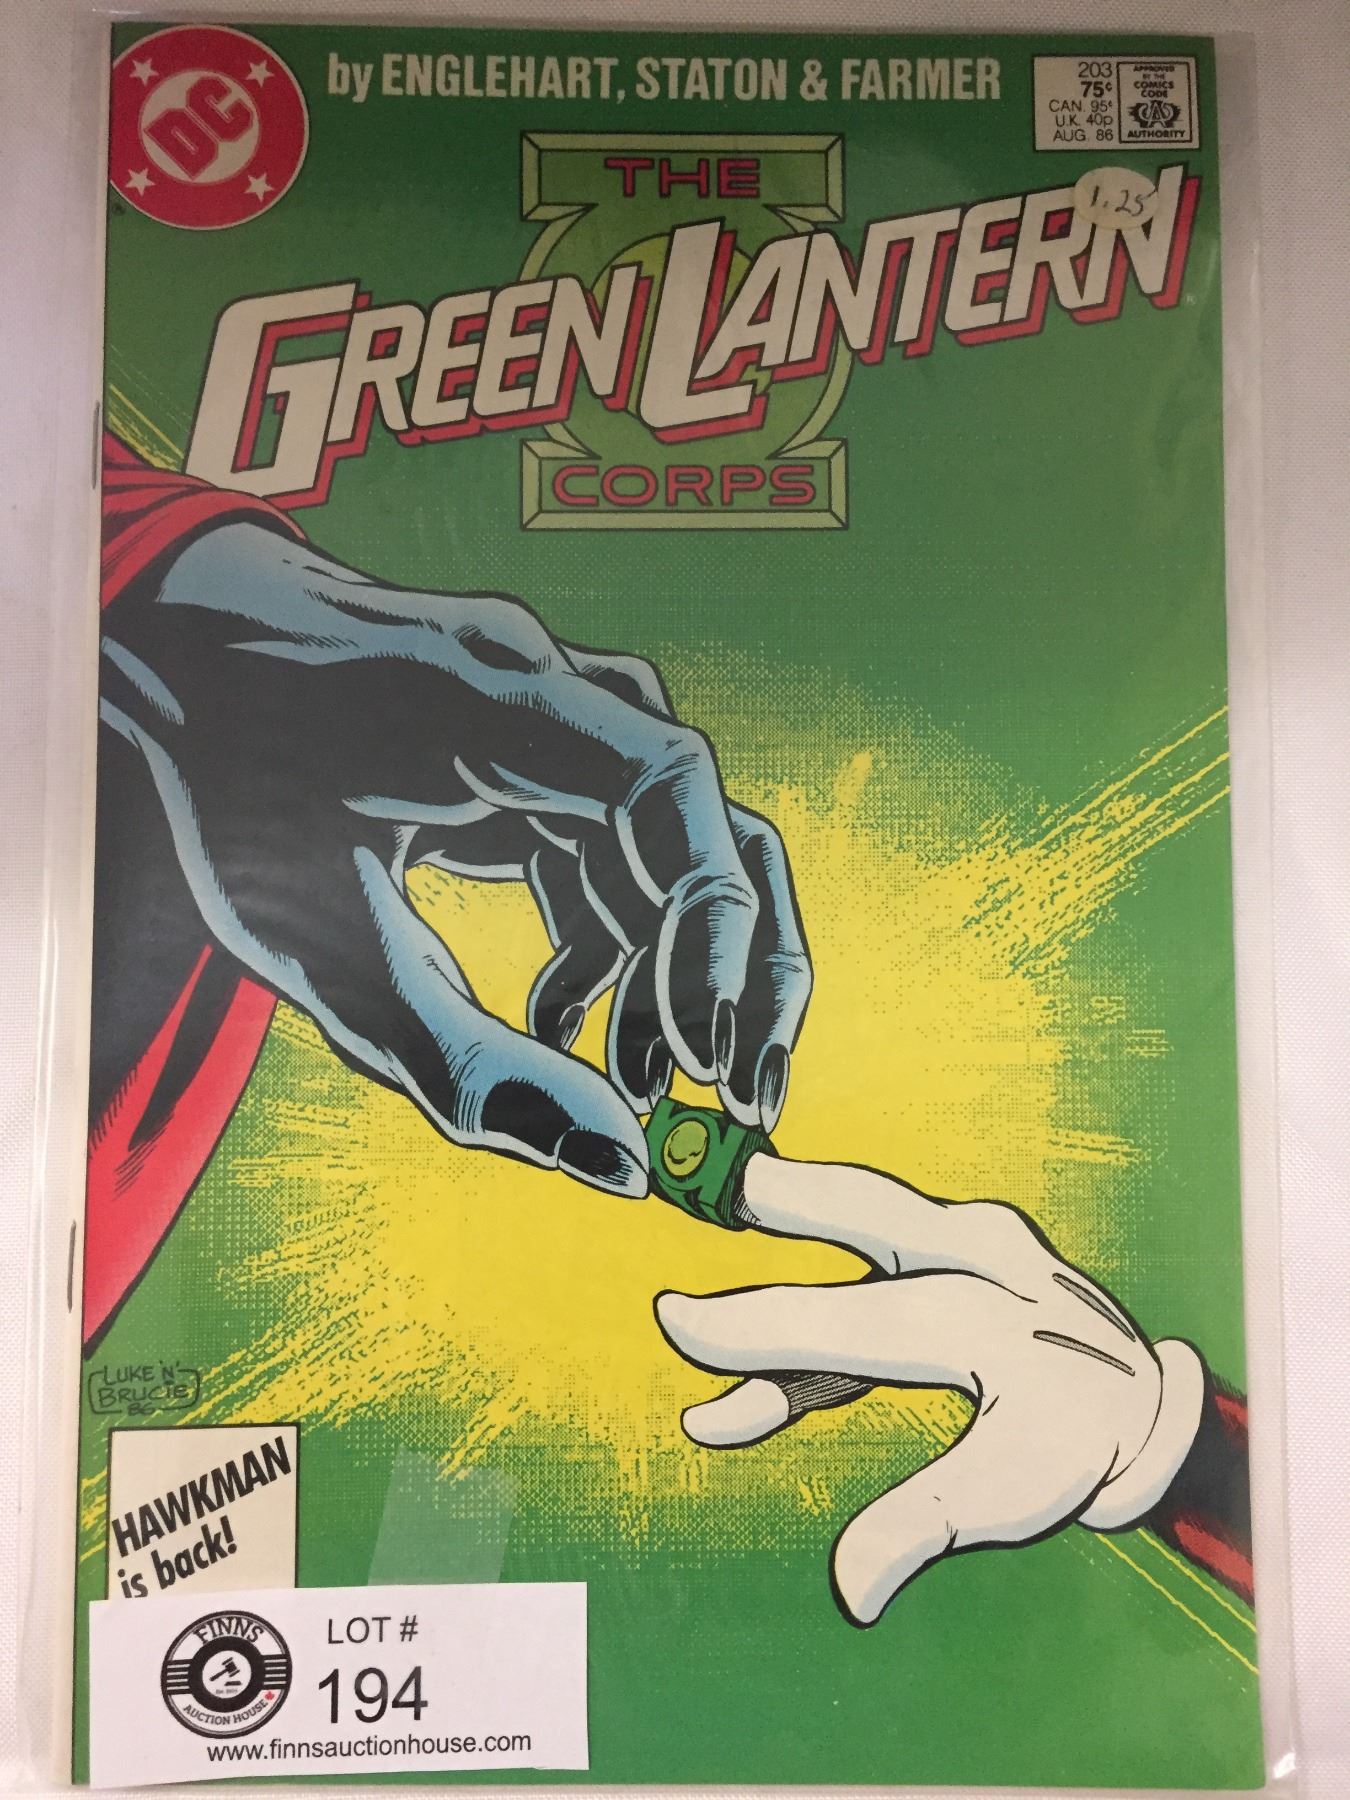 DC
by ENGLEHART, STATON & FARMER
203
75¢
CAN. 95¢
U.K. 40p
AUG. 86
APPROVED
BY THE
COMICS
CODE
AUTHORITY
THE
1.25
GREEN LANTERN
CORPS
LUKE 'N'
BRUCIE
86
HAWKMAN
is back!
FINNS
AUCTION HOUSE
LOT #
194
www.finnsauctionhouse.com